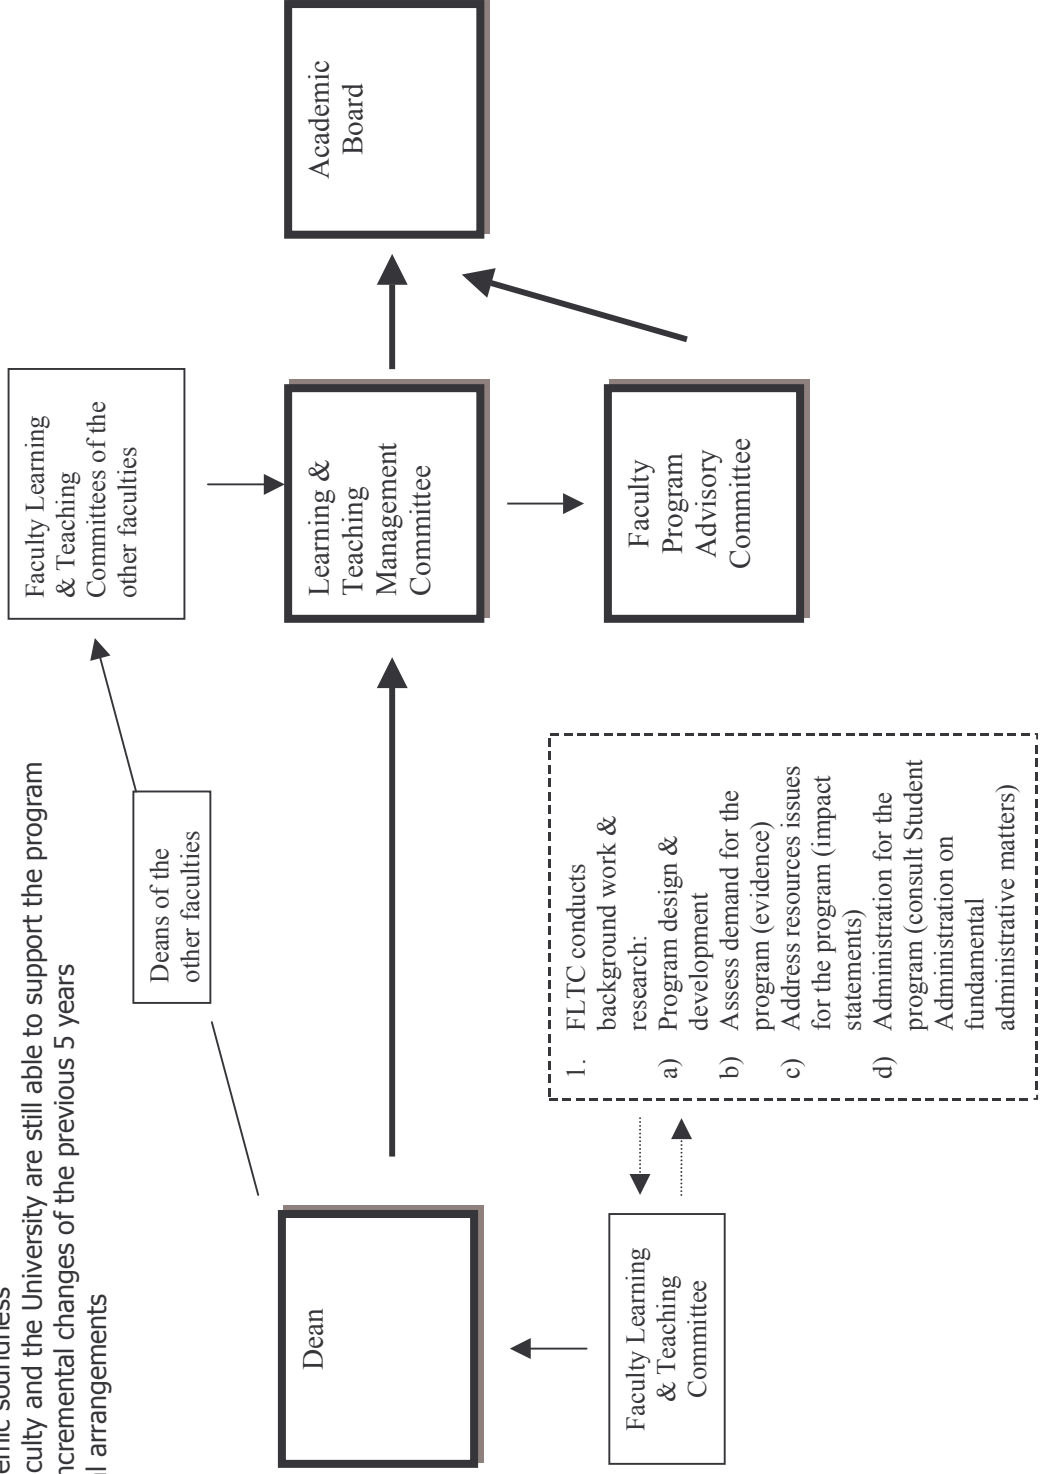 emic soundness
culty and the University are still able to support the program
ncremental changes of the previous 5 years
l arrangements
Faculty Learning
& Teaching
Committees of the
other faculties
Deans of the
other faculties
Dean
Learning &
Teaching
Management
Committee
Academic
Board
Faculty Learning
& Teaching
Committee
1. FLTC conducts
background work &
research:
a) Program design &
development
b) Assess demand for the
program (evidence)
c) Address resources issues
for the program (impact
statements)
d) Administration for the
program (consult Student
Administration on
fundamental
administrative matters)
Faculty
Program
Advisory
Committee